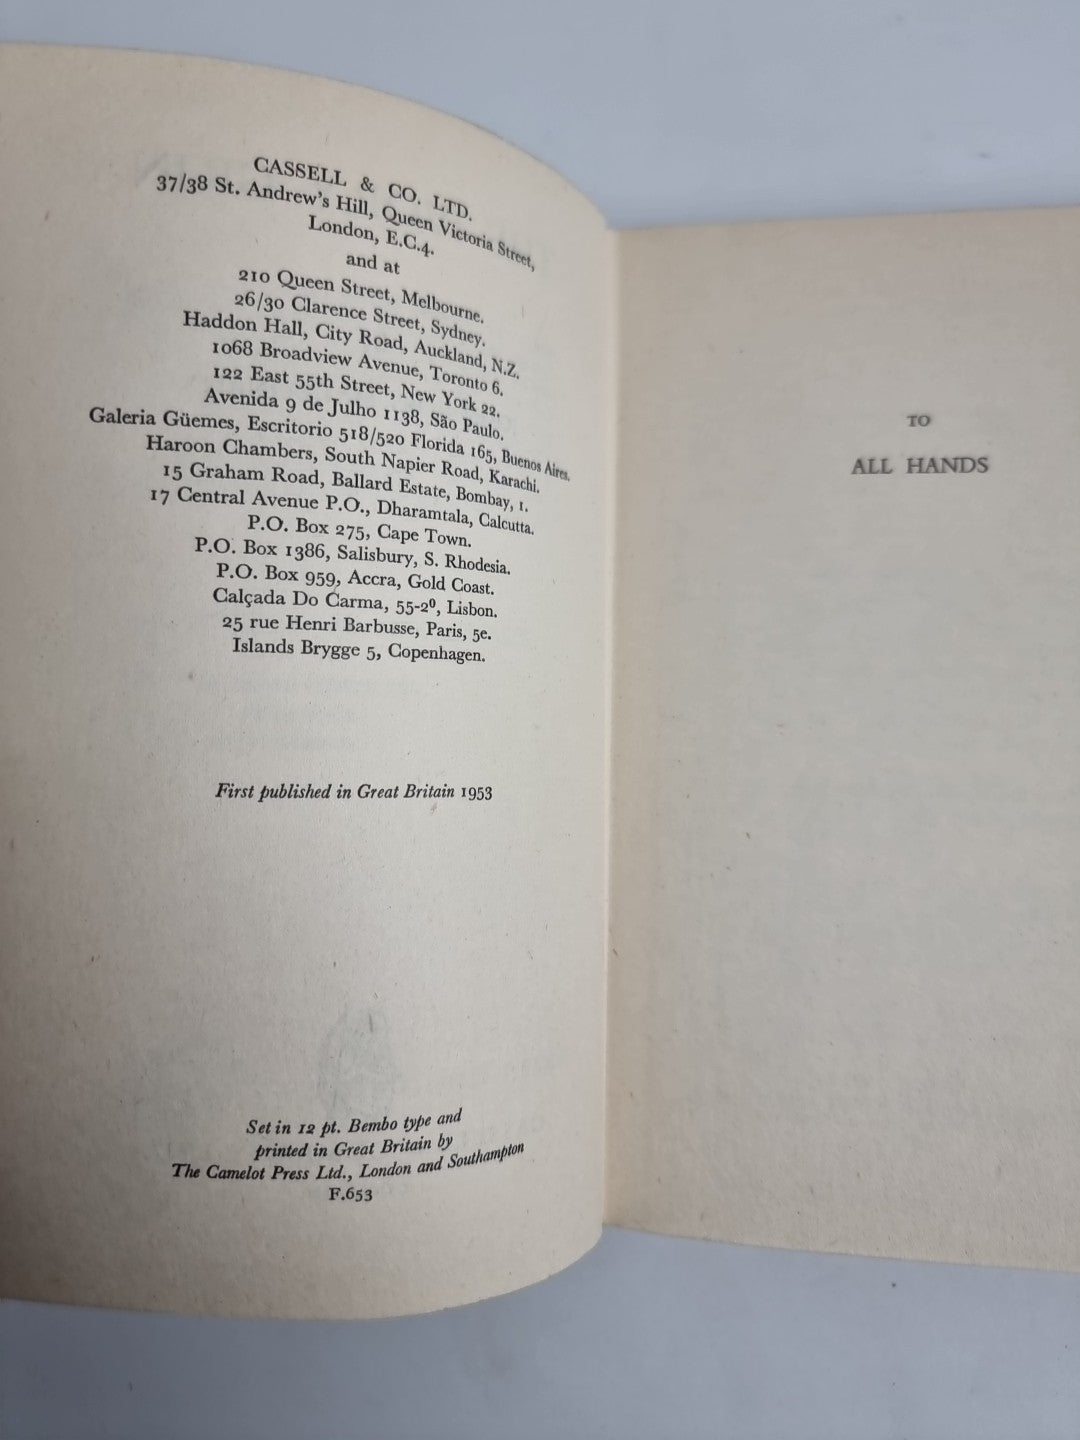 CASSELL & CO. LTD.
37/38 St. Andrew's Hill, Queen Victoria Street,
London, E.C.4.
and at
210 Queen Street, Melbourne.
26/30 Clarence Street, Sydney.
Haddon Hall, City Road, Auckland, N.Z.
1068 Broadview Avenue, Toronto 6.
122 East 55th Street, New York 22.
Avenida 9 de Julho 1138, São Paulo.
Galeria Güemes, Escritorio 518/520 Florida 165, Buenos Aires.
Haroon Chambers, South Napier Road, Karachi.
15 Graham Road, Ballard Estate, Bombay, 1.
17 Central Avenue P.O., Dharamtala, Calcutta.
P.O. Box 275, Cape Town.
P.O. Box 1386, Salisbury, S. Rhodesia.
P.O. Box 959, Accra, Gold Coast.
Calçada Do Carma, 55-2⁰, Lisbon.
25 rue Henri Barbusse, Paris, 5e.
Islands Brygge 5, Copenhagen.
First published in Great Britain 1953
Set in 12 pt. Bembo type and
printed in Great Britain by
The Camelot Press Ltd., London and Southampton
F.653
TO
ALL HANDS